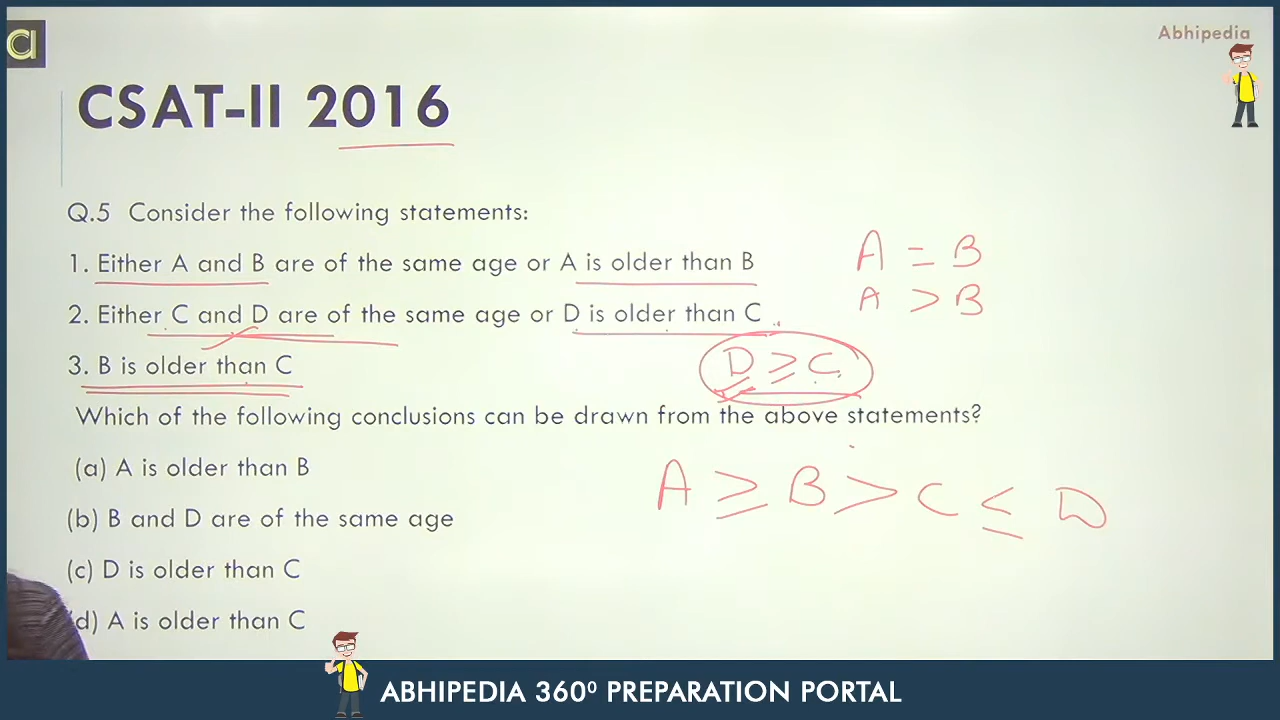 a
Abhipedia
CSAT-II 2016
Q.5 Consider the following statements:
1. Either A and B are of the same age or A is older than B
A = B
A > B
2. Either C and D are of the same age or D is older than C
3. B is older than C
D ≥ C
Which of the following conclusions can be drawn from the above statements?
(a) A is older than B
A ≥ B > C ≤ D
(b) B and D are of the same age
(c) D is older than C
d) A is older than C
ABHIPEDIA 360⁰ PREPARATION PORTAL